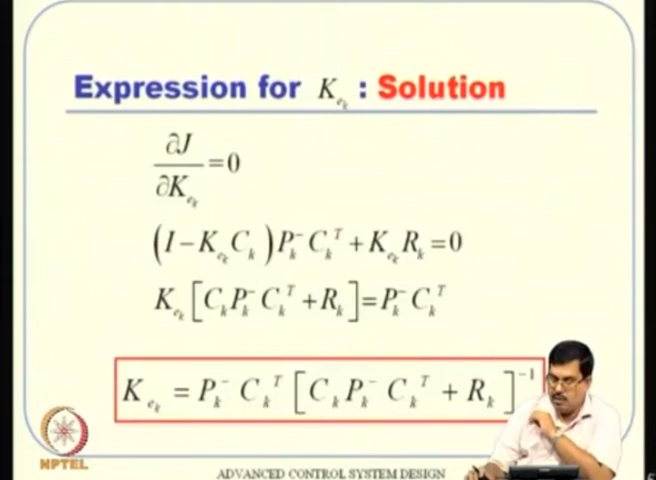 Expression for K_{e_k} : Solution
∂J/∂K_{e_k} = 0
(I − K_{e_k} C_k) P_k^- C_k^T + K_{e_k} R_k = 0
K_{e_k} [C_k P_k^- C_k^T + R_k] = P_k^- C_k^T
K_{e_k} = P_k^- C_k^T [C_k P_k^- C_k^T + R_k]^{-1}
NPTEL
ADVANCED CONTROL SYSTEM DESIGN
5